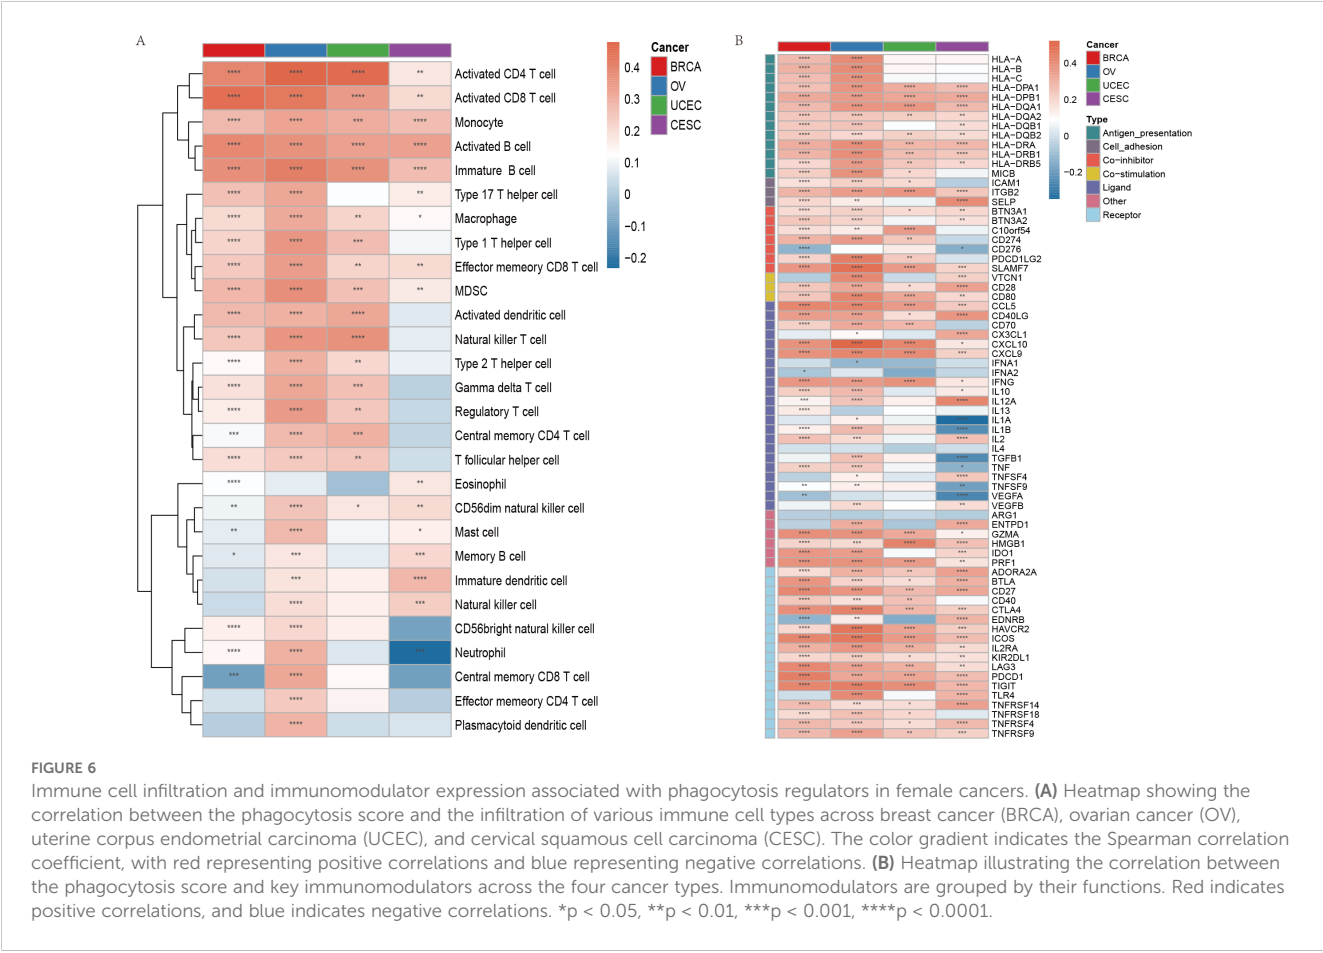 A
Cancer
BRCA
OV
UCEC
CESC
0.4
0.3
0.2
0.1
0
−0.1
−0.2
**** **** **** ** Activated CD4 T cell
**** **** **** ** Activated CD8 T cell
**** **** *** **** Monocyte
**** **** **** **** Activated B cell
**** **** **** **** Immature B cell
**** **** ** Type 17 T helper cell
**** **** ** * Macrophage
**** **** *** Type 1 T helper cell
**** **** ** ** Effector memeory CD8 T cell
**** **** *** ** MDSC
**** **** **** Activated dendritic cell
**** **** **** Natural killer T cell
**** **** ** Type 2 T helper cell
**** **** *** Gamma delta T cell
**** **** ** Regulatory T cell
*** **** *** Central memory CD4 T cell
**** **** ** T follicular helper cell
**** ** Eosinophil
** **** * ** CD56dim natural killer cell
** **** * Mast cell
* *** *** Memory B cell
*** **** Immature dendritic cell
**** *** Natural killer cell
**** **** CD56bright natural killer cell
**** **** *** Neutrophil
*** **** Central memory CD8 T cell
**** Effector memeory CD4 T cell
**** Plasmacytoid dendritic cell
B
HLA−A
HLA−B
HLA−C
HLA−DPA1
HLA−DPB1
HLA−DQA1
HLA−DQA2
HLA−DQB1
HLA−DQB2
HLA−DRA
HLA−DRB1
HLA−DRB5
MICB
ICAM1
ITGB2
SELP
BTN3A1
BTN3A2
C10orf54
CD274
CD276
PDCD1LG2
SLAMF7
VTCN1
CD28
CD80
CCL5
CD40LG
CD70
CX3CL1
CXCL10
CXCL9
IFNA1
IFNA2
IFNG
IL10
IL12A
IL13
IL1A
IL1B
IL2
IL4
TGFB1
TNF
TNFSF4
TNFSF9
VEGFA
VEGFB
ARG1
ENTPD1
GZMA
HMGB1
IDO1
PRF1
ADORA2A
BTLA
CD27
CD40
CTLA4
EDNRB
HAVCR2
ICOS
IL2RA
KIR2DL1
LAG3
PDCD1
TIGIT
TLR4
TNFRSF14
TNFRSF18
TNFRSF4
TNFRSF9
0.4
0.2
0
−0.2
Cancer
BRCA
OV
UCEC
CESC
Type
Antigen_presentation
Cell_adhesion
Co−inhibitor
Co−stimulation
Ligand
Other
Receptor
FIGURE 6
Immune cell infiltration and immunomodulator expression associated with phagocytosis regulators in female cancers. (A) Heatmap showing the
correlation between the phagocytosis score and the infiltration of various immune cell types across breast cancer (BRCA), ovarian cancer (OV),
uterine corpus endometrial carcinoma (UCEC), and cervical squamous cell carcinoma (CESC). The color gradient indicates the Spearman correlation
coefficient, with red representing positive correlations and blue representing negative correlations. (B) Heatmap illustrating the correlation between
the phagocytosis score and key immunomodulators across the four cancer types. Immunomodulators are grouped by their functions. Red indicates
positive correlations, and blue indicates negative correlations. *p < 0.05, **p < 0.01, ***p < 0.001, ****p < 0.0001.